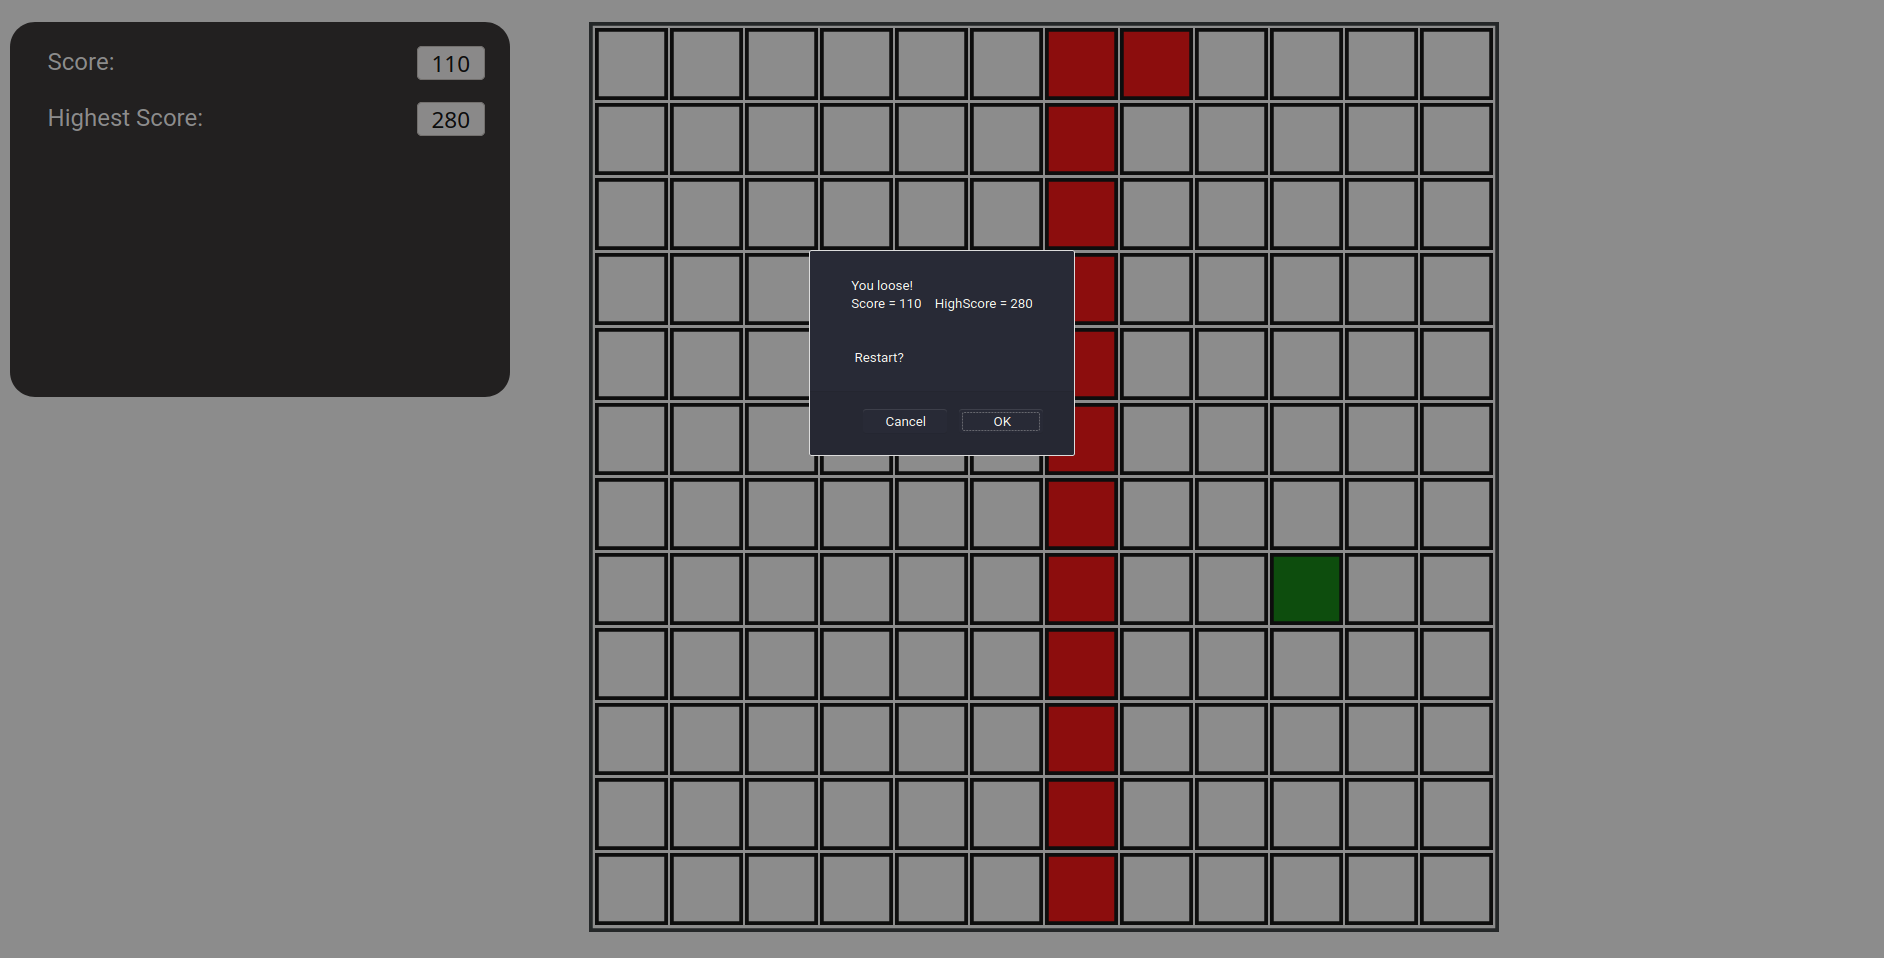 Score: 110
Highest Score: 280
You loose!
Score = 110 HighScore = 280
Restart?
Cancel OK